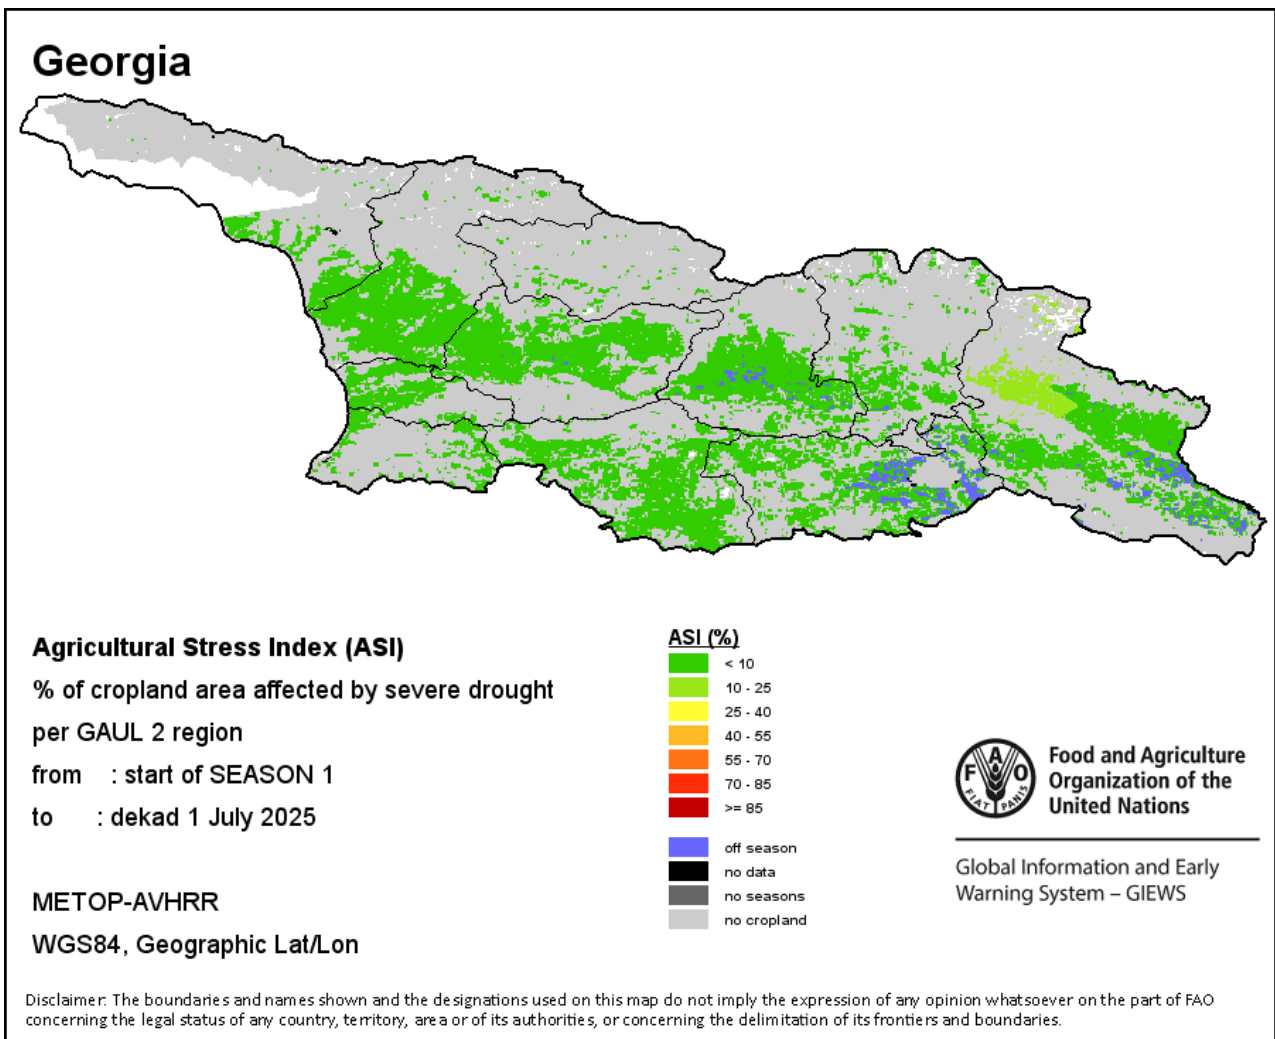 Georgia
Agricultural Stress Index (ASI)
% of cropland area affected by severe drought
per GAUL 2 region
from : start of SEASON 1
to : dekad 1 July 2025
METOP-AVHRR
WGS84, Geographic Lat/Lon
ASI (%)
< 10
10 - 25
25 - 40
40 - 55
55 - 70
70 - 85
>= 85
off season
no data
no seasons
no cropland
F A O
FIAT PANIS
Food and Agriculture
Organization of the
United Nations
Global Information and Early
Warning System – GIEWS
Disclaimer: The boundaries and names shown and the designations used on this map do not imply the expression of any opinion whatsoever on the part of FAO
concerning the legal status of any country, territory, area or of its authorities, or concerning the delimitation of its frontiers and boundaries.